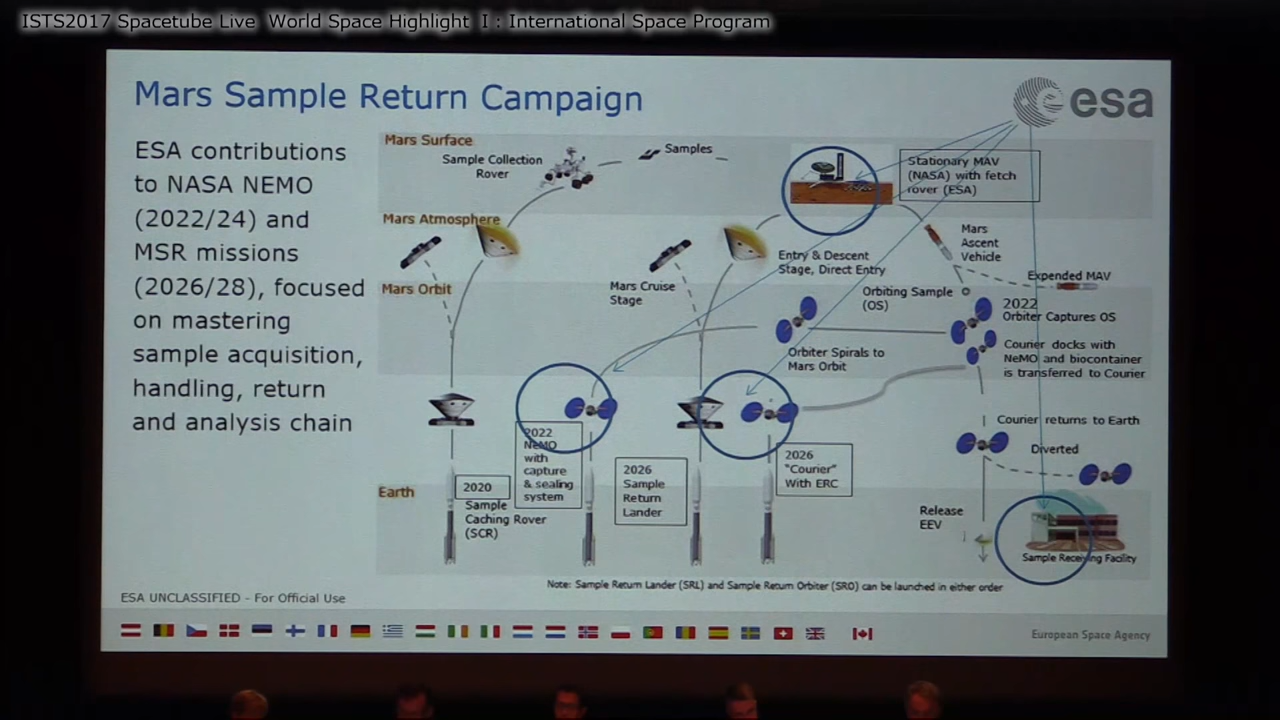 ISTS2017 Spacetube Live World Space Highlight I : International Space Program
Mars Sample Return Campaign
esa
ESA contributions
to NASA NEMO
(2022/24) and
MSR missions
(2026/28), focused
on mastering
sample acquisition,
handling, return
and analysis chain
Mars Surface
Sample Collection
Rover
Samples
Stationary MAV
(NASA) with fetch
rover (ESA)
Mars Atmosphere
Mars Cruise
Stage
Entry & Descent
Stage, Direct Entry
Mars
Ascent
Vehicle
Expended MAV
Mars Orbit
Orbiting Sample
(OS)
2022
Orbiter Captures OS
Orbiter Spirals to
Mars Orbit
Courier docks with
NeMO and biocontainer
is transferred to Courier
Courier returns to Earth
Diverted
2022
NeMO
with
capture
& sealing
system
2026
Sample
Return
Lander
2026
"Courier"
With ERC
Earth
2020
Sample
Caching Rover
(SCR)
Release
EEV
Sample Receiving Facility
Note: Sample Return Lander (SRL) and Sample Return Orbiter (SRO) can be launched in either order
ESA UNCLASSIFIED - For Official Use
European Space Agency